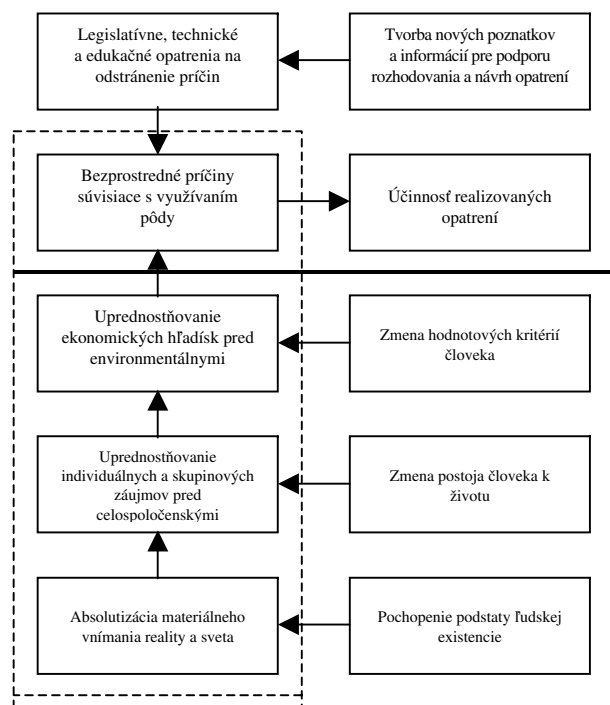 Legislatívne, technické
a edukačné opatrenia na
odstránenie príčin
Tvorba nových poznatkov
a informácií pre podporu
rozhodovania a návrh opatrení
Bezprostredné príčiny
súvisiace s využívaním
pôdy
Účinnosť realizovaných
opatrení
Uprednostňovanie
ekonomických hľadísk pred
environmentálnymi
Zmena hodnotových kritérií
človeka
Uprednostňovanie
individuálnych a skupinových
záujmov pred
celospoločenskými
Zmena postoja človeka k
životu
Absolutizácia materiálneho
vnímania reality a sveta
Pochopenie podstaty ľudskej
existencie